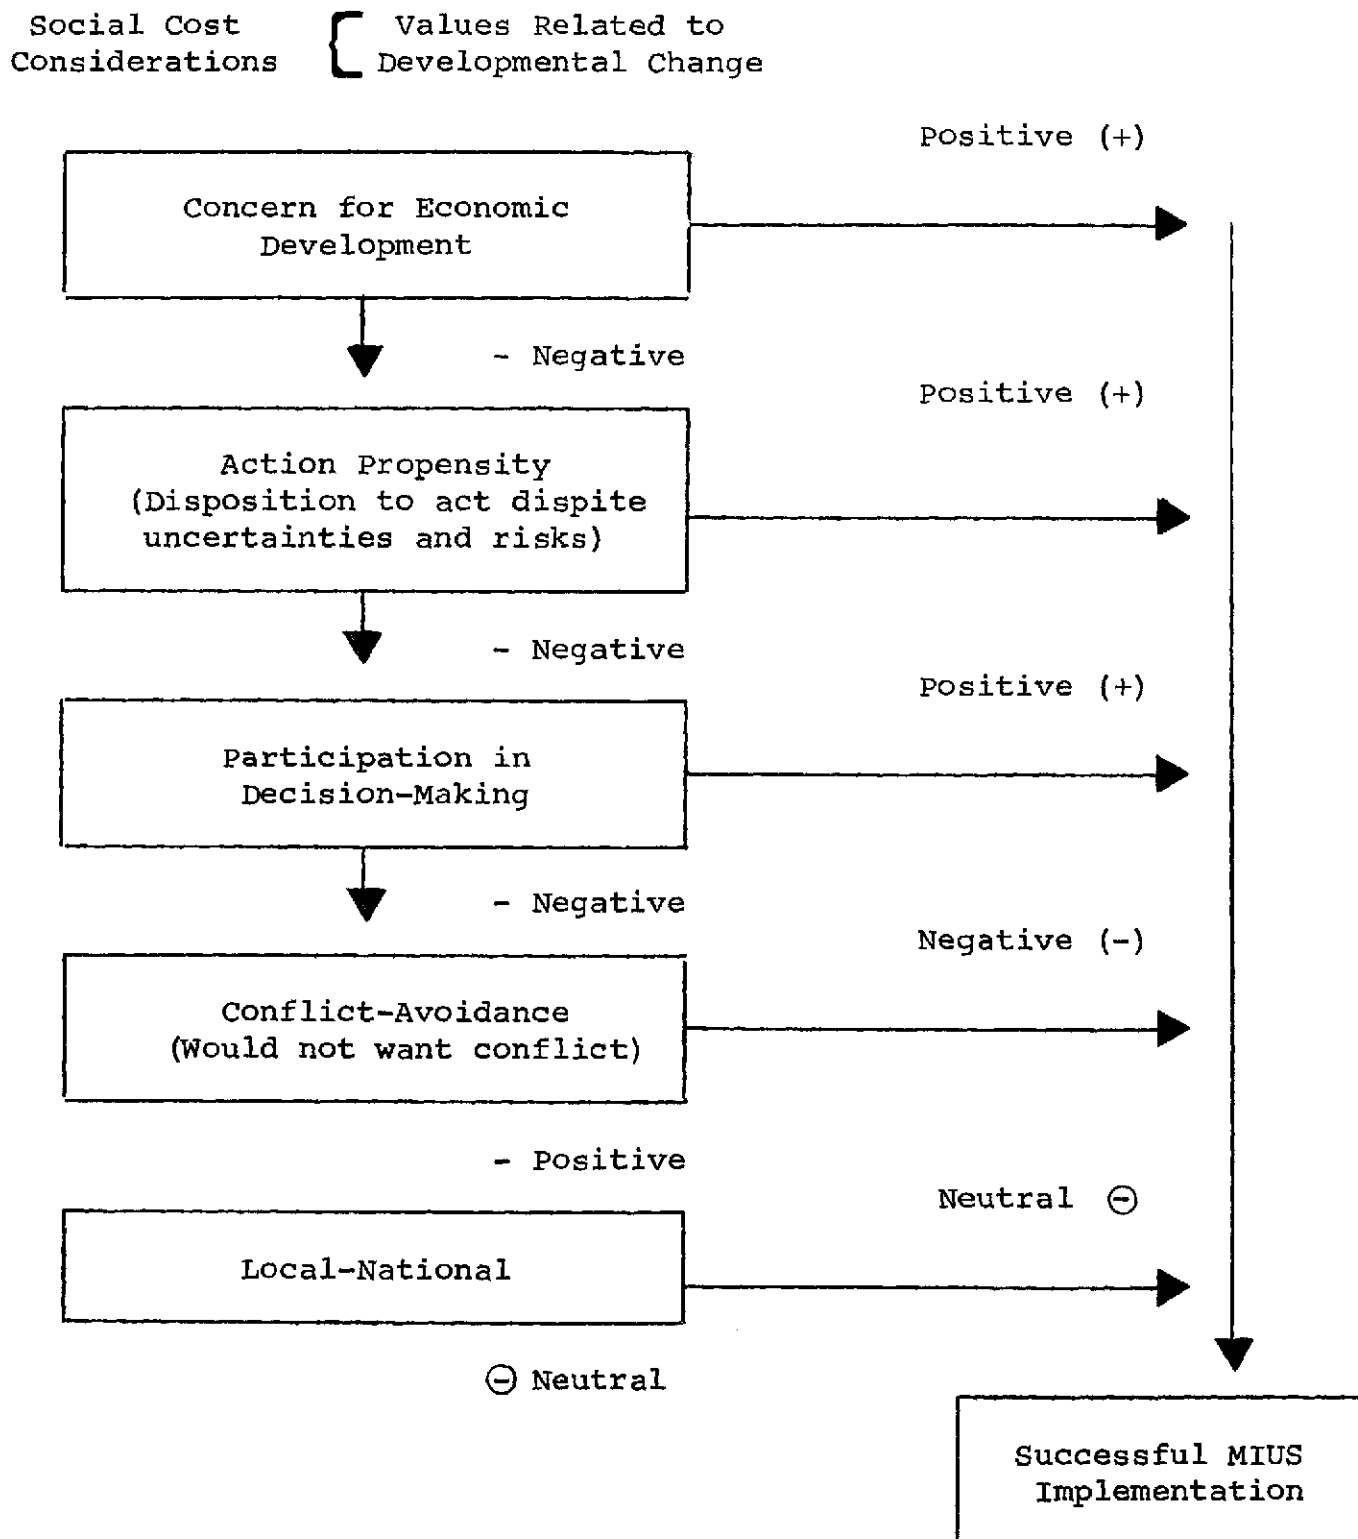 Social Cost
Considerations
Values Related to
Developmental Change
Positive (+)
Concern for Economic
Development
- Negative
Positive (+)
Action Propensity
(Disposition to act dispite
uncertainties and risks)
- Negative
Positive (+)
Participation in
Decision-Making
- Negative
Negative (-)
Conflict-Avoidance
(Would not want conflict)
- Positive
Neutral ⊖
Local-National
⊖ Neutral
Successful MIUS
Implementation